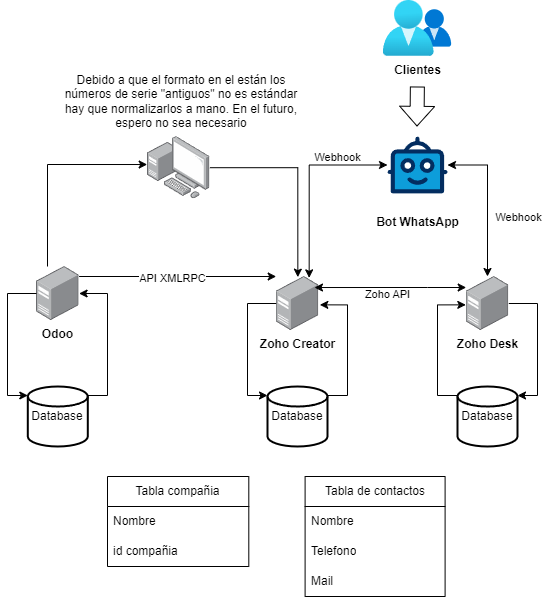 Clientes
Debido a que el formato en el están los
números de serie "antiguos" no es estándar
hay que normalizarlos a mano. En el futuro,
espero no sea necesario
Webhook
Bot WhatsApp
Webhook
API XMLRPC
Zoho API
Odoo
Zoho Creator
Zoho Desk
Database
Database
Database
Tabla compañia
Nombre
id compañia
Tabla de contactos
Nombre
Telefono
Mail